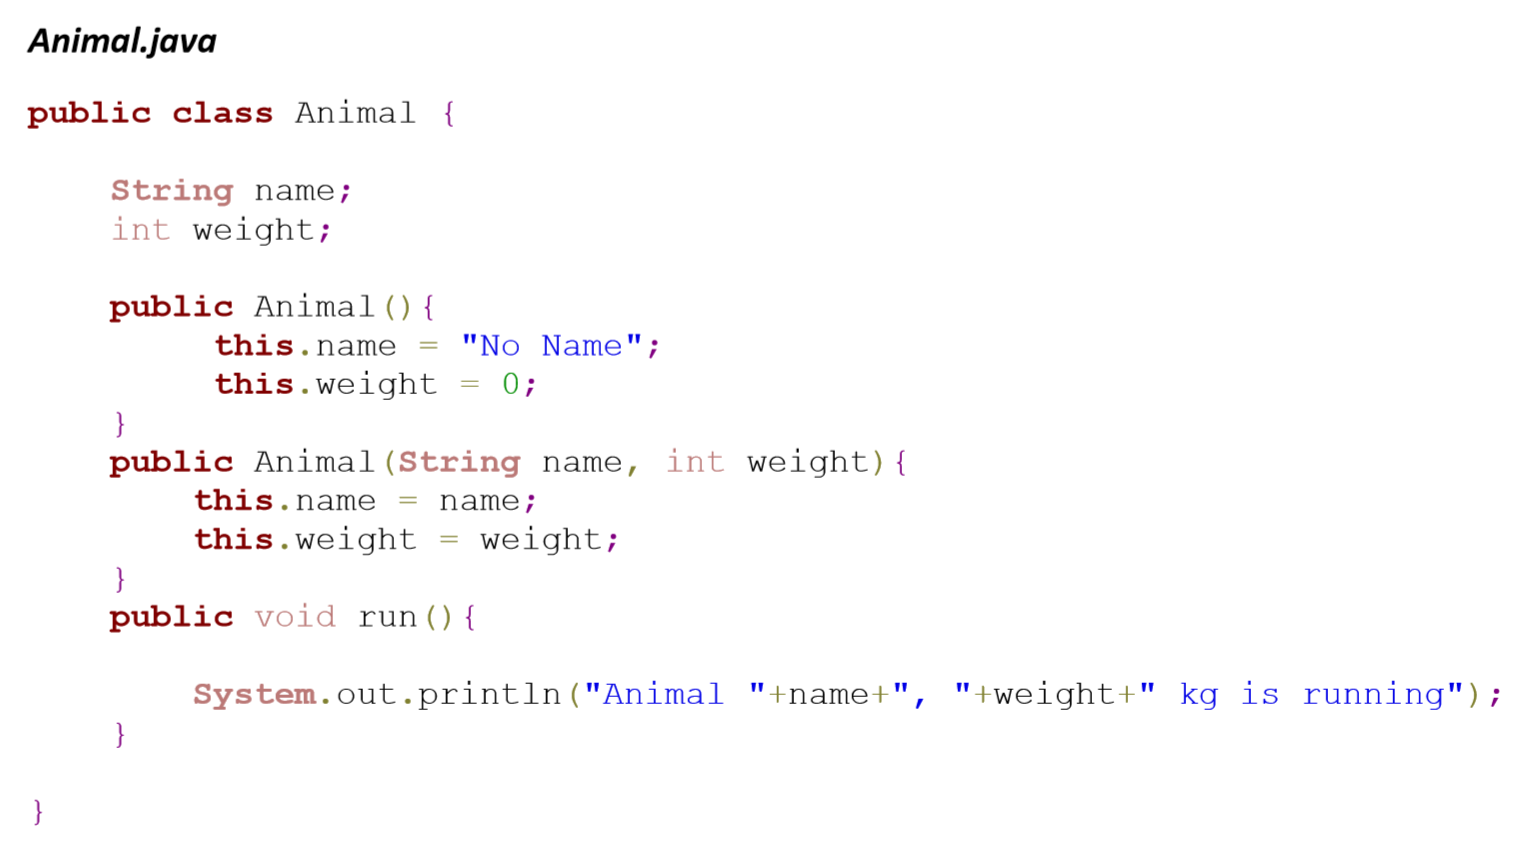 Animal.java
public class Animal {
String name;
int weight;
public Animal(){
this.name = "No Name";
this.weight = 0;
}
public Animal(String name, int weight){
this.name = name;
this.weight = weight;
}
public void run(){
System.out.println("Animal "+name+", "+weight+" kg is running");
}
}